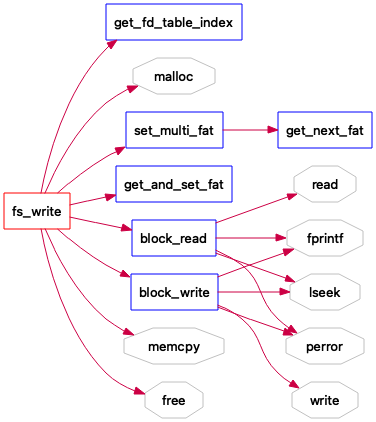 get_fd_table_index
malloc
set_multi_fat
get_next_fat
get_and_set_fat
read
fs_write
block_read
fprintf
block_write
lseek
memcpy
perror
free
write